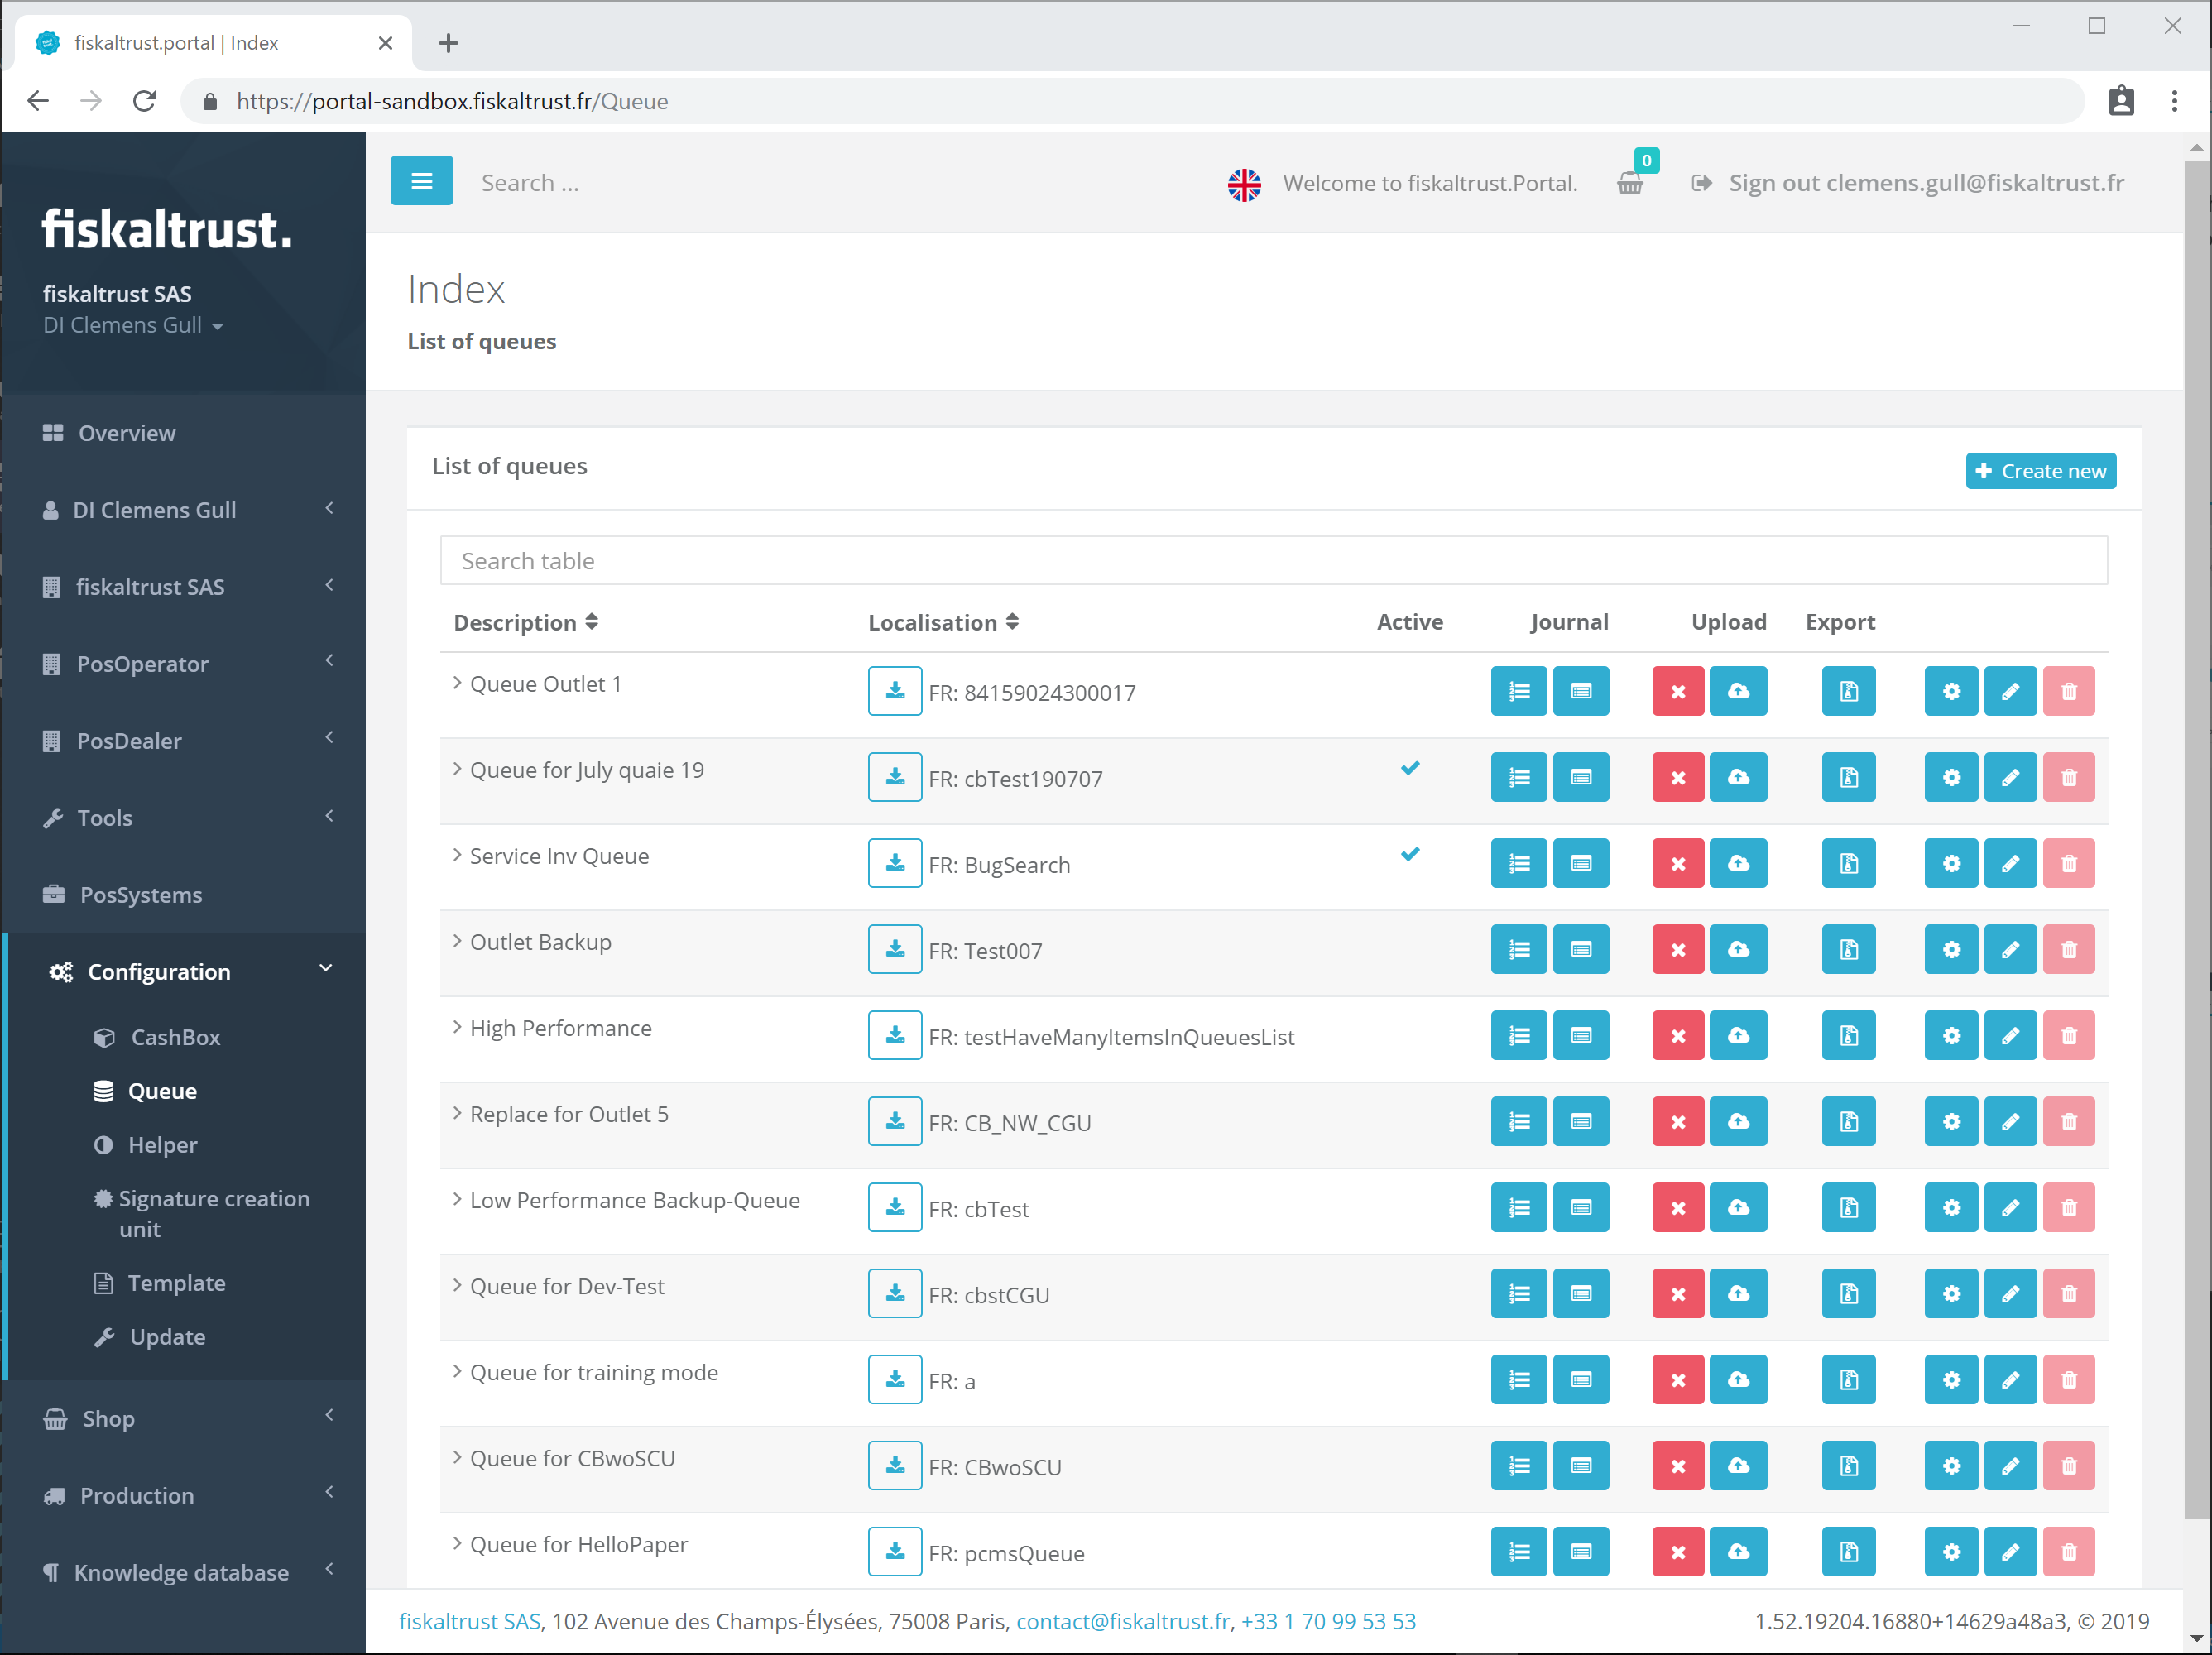 fiskaltrust.portal | Index
https://portal-sandbox.fiskaltrust.fr/Queue
fiskaltrust.
fiskaltrust SAS
DI Clemens Gull
Overview
DI Clemens Gull
fiskaltrust SAS
PosOperator
PosDealer
Tools
PosSystems
Configuration
CashBox
Queue
Helper
Signature creation
unit
Template
Update
Shop
Production
Knowledge database
Search ...
Welcome to fiskaltrust.Portal.
0
Sign out clemens.gull@fiskaltrust.fr
Index
List of queues
List of queues
Create new
Search table
Description Localisation Active Journal Upload Export
Queue Outlet 1 FR: 84159024300017
Queue for July quaie 19 FR: cbTest190707
Service Inv Queue FR: BugSearch
Outlet Backup FR: Test007
High Performance FR: testHaveManyItemsInQueuesList
Replace for Outlet 5 FR: CB_NW_CGU
Low Performance Backup-Queue FR: cbTest
Queue for Dev-Test FR: cbstCGU
Queue for training mode FR: a
Queue for CBwoSCU FR: CBwoSCU
Queue for HelloPaper FR: pcmsQueue
fiskaltrust SAS, 102 Avenue des Champs-Élysées, 75008 Paris, contact@fiskaltrust.fr, +33 1 70 99 53 53
1.52.19204.16880+14629a48a3, © 2019